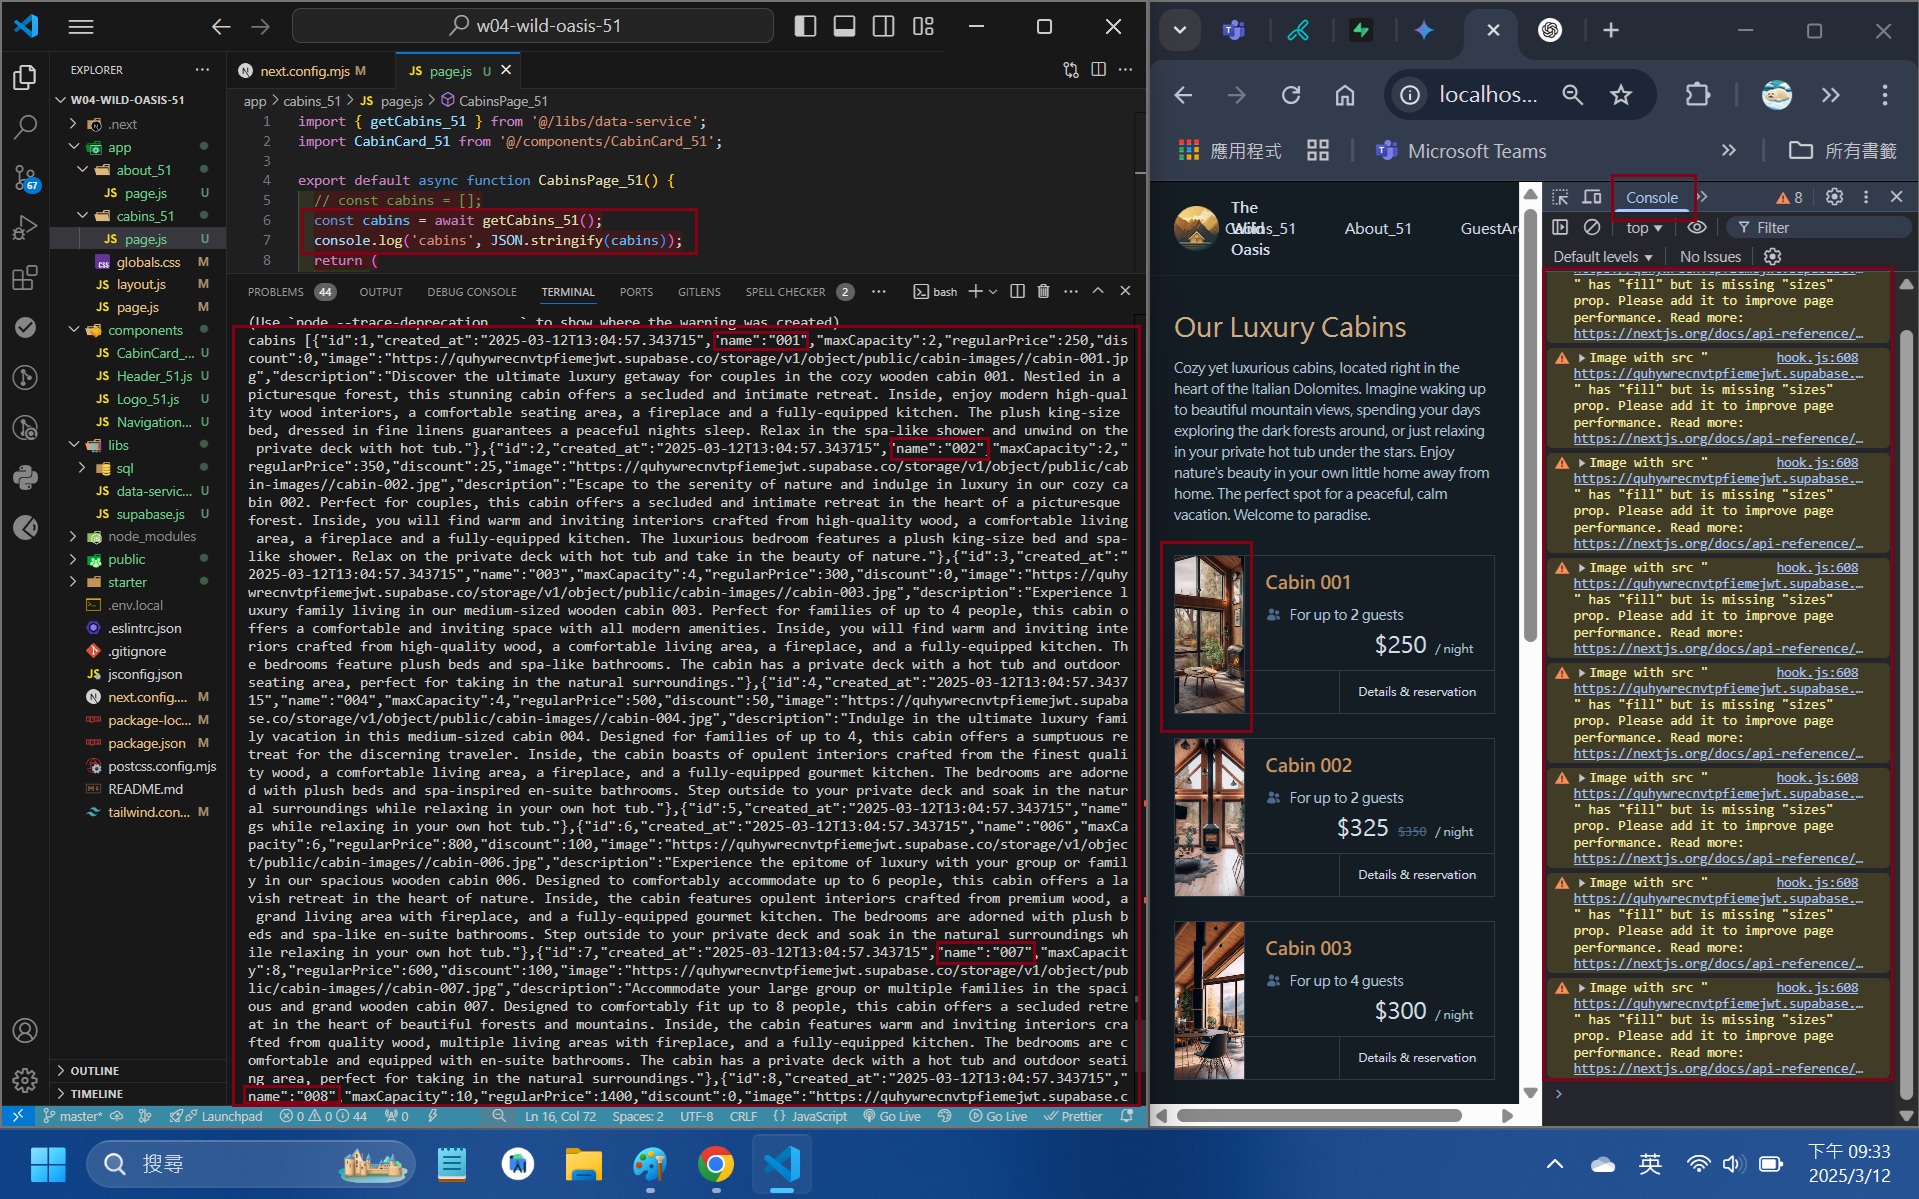 w04-wild-oasis-51
EXPLORER
W04-WILD-OASIS-51
.next
app
about_51
page.js U
cabins_51
page.js U
globals.css M
layout.js M
page.js M
components
CabinCard_... U
Header_51.js U
Logo_51.js U
Navigation... U
libs
sql
data-servic... U
supabase.js U
node_modules
public
starter
.env.local
.eslintrc.json
.gitignore
jsconfig.json
next.config.... M
package-loc... M
package.json M
postcss.config.mjs
README.md
tailwind.con... M
OUTLINE
TIMELINE
next.config.mjs M
page.js U
app > cabins_51 > page.js > CabinsPage_51
1 import { getCabins_51 } from '@/libs/data-service';
2 import CabinCard_51 from '@/components/CabinCard_51';
3
4 export default async function CabinsPage_51() {
5 // const cabins = [];
6 const cabins = await getCabins_51();
7 console.log('cabins', JSON.stringify(cabins));
8 return (
PROBLEMS 44 OUTPUT DEBUG CONSOLE TERMINAL PORTS GITLENS SPELL CHECKER 2 ... bash
(Use `node --trace-deprecation ...` to show where the warning was created)
cabins [{"id":1,"created_at":"2025-03-12T13:04:57.343715","name":"001","maxCapacity":2,"regularPrice":250,"dis
count":0,"image":"https://quhywrecnvtpfiemejwt.supabase.co/storage/v1/object/public/cabin-images//cabin-001.jp
g","description":"Discover the ultimate luxury getaway for couples in the cozy wooden cabin 001. Nestled in a 
picturesque forest, this stunning cabin offers a secluded and intimate retreat. Inside, enjoy modern high-qual
ity wood interiors, a comfortable seating area, a fireplace and a fully-equipped kitchen. The plush king-size 
bed, dressed in fine linens guarantees a peaceful nights sleep. Relax in the spa-like shower and unwind on the
private deck with hot tub."},{"id":2,"created_at":"2025-03-12T13:04:57.343715","name":"002","maxCapacity":2,"
regularPrice":350,"discount":25,"image":"https://quhywrecnvtpfiemejwt.supabase.co/storage/v1/object/public/cab
in-images//cabin-002.jpg","description":"Escape to the serenity of nature and indulge in luxury in our cozy ca
bin 002. Perfect for couples, this cabin offers a secluded and intimate retreat in the heart of a picturesque 
forest. Inside, you will find warm and inviting interiors crafted from high-quality wood, a comfortable living
area, a fireplace and a fully-equipped kitchen. The luxurious bedroom features a plush king-size bed and spa-
like shower. Relax on the private deck with hot tub and take in the beauty of nature."},{"id":3,"created_at":"
2025-03-12T13:04:57.343715","name":"003","maxCapacity":4,"regularPrice":300,"discount":0,"image":"https://quhy
wrecnvtpfiemejwt.supabase.co/storage/v1/object/public/cabin-images//cabin-003.jpg","description":"Experience l
uxury family living in our medium-sized wooden cabin 003. Perfect for families of up to 4 people, this cabin o
ffers a comfortable and inviting space with all modern amenities. Inside, you will find warm and inviting inte
riors crafted from high-quality wood, a comfortable living area, a fireplace, and a fully-equipped kitchen. Th
e bedrooms feature plush beds and spa-like bathrooms. The cabin has a private deck with a hot tub and outdoor 
seating area, perfect for taking in the natural surroundings."},{"id":4,"created_at":"2025-03-12T13:04:57.3437
15","name":"004","maxCapacity":4,"regularPrice":500,"discount":50,"image":"https://quhywrecnvtpfiemejwt.supaba
se.co/storage/v1/object/public/cabin-images//cabin-004.jpg","description":"Indulge in the ultimate luxury fami
ly vacation in this medium-sized cabin 004. Designed for families of up to 4, this cabin offers a sumptuous re
treat for the discerning traveler. Inside, the cabin boasts of opulent interiors crafted from the finest quali
ty wood, a comfortable living area, a fireplace, and a fully-equipped gourmet kitchen. The bedrooms are adorne
d with plush beds and spa-inspired en-suite bathrooms. Step outside to your private deck and soak in the natur
al surroundings while relaxing in your own hot tub."},{"id":5,"created_at":"2025-03-12T13:04:57.343715","name"
gs while relaxing in your own hot tub."},{"id":6,"created_at":"2025-03-12T13:04:57.343715","name":"006","maxCa
pacity":6,"regularPrice":800,"discount":100,"image":"https://quhywrecnvtpfiemejwt.supabase.co/storage/v1/objec
t/public/cabin-images//cabin-006.jpg","description":"Experience the epitome of luxury with your group or famil
y in our spacious wooden cabin 006. Designed to comfortably accommodate up to 6 people, this cabin offers a la
vish retreat in the heart of nature. Inside, the cabin features opulent interiors crafted from premium wood, a
grand living area with fireplace, and a fully-equipped gourmet kitchen. The bedrooms are adorned with plush b
eds and spa-like en-suite bathrooms. Step outside to your private deck and soak in the natural surroundings wh
ile relaxing in your own hot tub."},{"id":7,"created_at":"2025-03-12T13:04:57.343715","name":"007","maxCapacit
y":8,"regularPrice":600,"discount":100,"image":"https://quhywrecnvtpfiemejwt.supabase.co/storage/v1/object/pub
lic/cabin-images//cabin-007.jpg","description":"Accommodate your large group or multiple families in the spaci
ous and grand wooden cabin 007. Designed to comfortably fit up to 8 people, this cabin offers a secluded retre
at in the heart of beautiful forests and mountains. Inside, the cabin features warm and inviting interiors cra
fted from quality wood, multiple living areas with fireplace, and a fully-equipped kitchen. The bedrooms are c
omfortable and equipped with en-suite bathrooms. The cabin has a private deck with a hot tub and outdoor seati
ng area, perfect for taking in the natural surroundings."},{"id":8,"created_at":"2025-03-12T13:04:57.343715","
name":"008","maxCapacity":10,"regularPrice":1400,"discount":0,"image":"https://quhywrecnvtpfiemejwt.supabase.c
67
master* Launchpad 0 0 44 0 Ln 16, Col 72 Spaces: 2 UTF-8 CRLF {} JavaScript Go Live Go Live Prettier
localhos...
應用程式 Microsoft Teams 所有書籤
The Wild Oasis
Cabins_51 About_51 GuestAr
Our Luxury Cabins
Cozy yet luxurious cabins, located right in the
heart of the Italian Dolomites. Imagine waking up
to beautiful mountain views, spending your days
exploring the dark forests around, or just relaxing
in your private hot tub under the stars. Enjoy
nature's beauty in your own little home away from
home. The perfect spot for a peaceful, calm
vacation. Welcome to paradise.
Cabin 001
For up to 2 guests
$250 / night
Details & reservation
Cabin 002
For up to 2 guests
$325 $350 / night
Details & reservation
Cabin 003
For up to 4 guests
$300 / night
Details & reservation
Console 8
top Filter
Default levels No Issues
https://quhywrecnvtpfiemejwt.supabase....
" has "fill" but is missing "sizes"
prop. Please add it to improve page
performance. Read more:
https://nextjs.org/docs/api-reference/...
Image with src " hook.js:608
https://quhywrecnvtpfiemejwt.supabase....
" has "fill" but is missing "sizes"
prop. Please add it to improve page
performance. Read more:
https://nextjs.org/docs/api-reference/...
Image with src " hook.js:608
https://quhywrecnvtpfiemejwt.supabase....
" has "fill" but is missing "sizes"
prop. Please add it to improve page
performance. Read more:
https://nextjs.org/docs/api-reference/...
Image with src " hook.js:608
https://quhywrecnvtpfiemejwt.supabase....
" has "fill" but is missing "sizes"
prop. Please add it to improve page
performance. Read more:
https://nextjs.org/docs/api-reference/...
Image with src " hook.js:608
https://quhywrecnvtpfiemejwt.supabase....
" has "fill" but is missing "sizes"
prop. Please add it to improve page
performance. Read more:
https://nextjs.org/docs/api-reference/...
Image with src " hook.js:608
https://quhywrecnvtpfiemejwt.supabase....
" has "fill" but is missing "sizes"
prop. Please add it to improve page
performance. Read more:
https://nextjs.org/docs/api-reference/...
Image with src " hook.js:608
https://quhywrecnvtpfiemejwt.supabase....
" has "fill" but is missing "sizes"
prop. Please add it to improve page
performance. Read more:
https://nextjs.org/docs/api-reference/...
Image with src " hook.js:608
https://quhywrecnvtpfiemejwt.supabase....
" has "fill" but is missing "sizes"
prop. Please add it to improve page
performance. Read more:
https://nextjs.org/docs/api-reference/...
搜尋
英
下午 09:33
2025/3/12